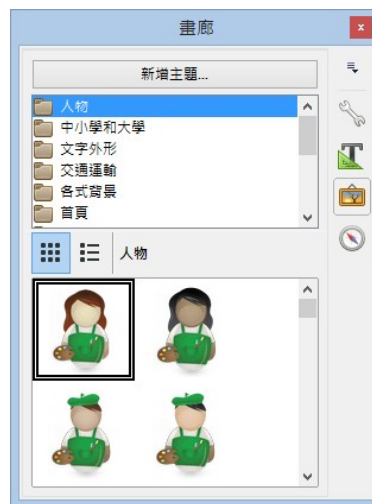 畫廊
新增主題...
人物
中小學和大學
文字外形
交通運輸
各式背景
首頁
人物